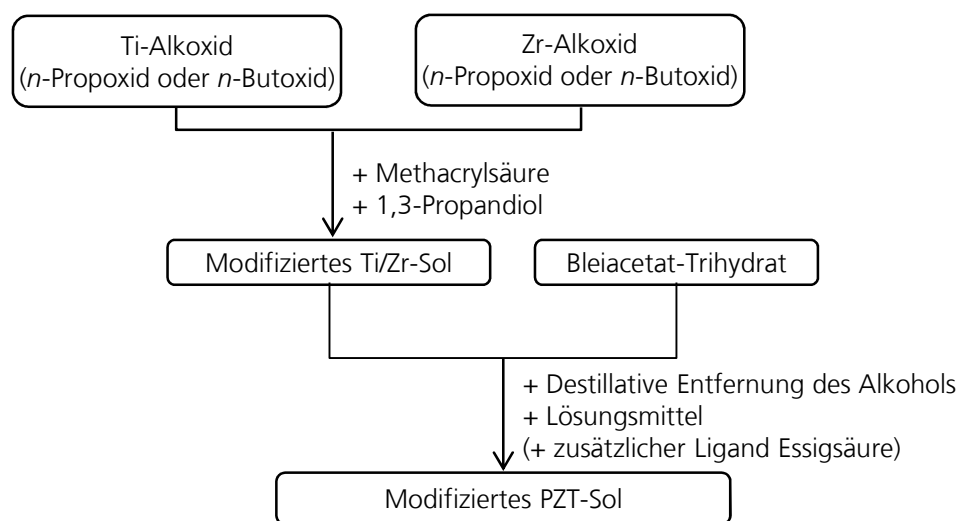 Ti-Alkoxid
(n-Propoxid oder n-Butoxid)
Zr-Alkoxid
(n-Propoxid oder n-Butoxid)
+ Methacrylsäure
+ 1,3-Propandiol
Modifiziertes Ti/Zr-Sol
Bleiacetat-Trihydrat
+ Destillative Entfernung des Alkohols
+ Lösungsmittel
(+ zusätzlicher Ligand Essigsäure)
Modifiziertes PZT-Sol